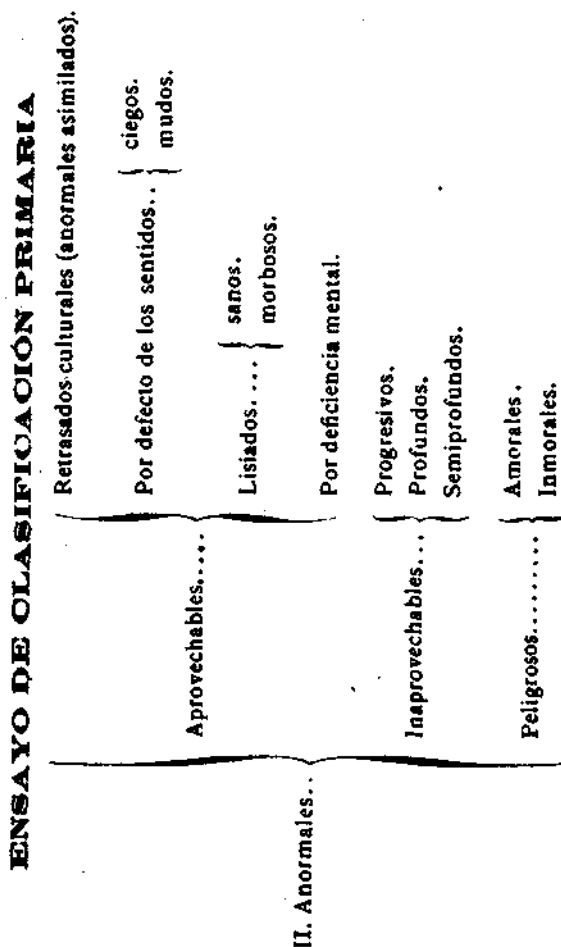 ENSAYO DE CLASIFICACIÓN PRIMARIA
II. Anormales..
Aprovechables.....
Retrasados culturales (anormales asimilados).
Por defecto de los sentidos..
ciegos.
mudos.
Lisiados....
sanos.
morbosos.
Por deficiencia mental.
Inaprovechables...
Progresivos.
Profundos.
Semiprofundos.
Peligrosos.........
Amorales.
Inmorales.